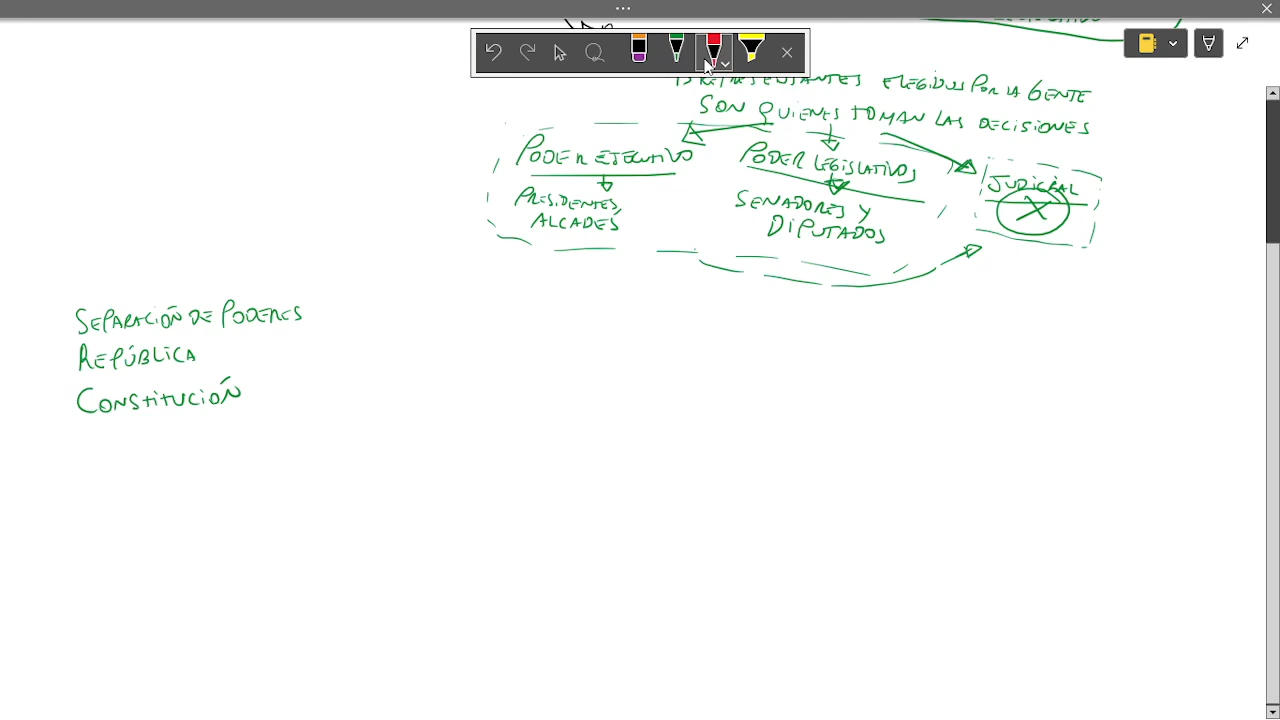 REPRESENTANTES ELEGIDOS POR LA GENTE
SON QUIENES TOMAN LAS DECISIONES
PODER EJECUTIVO
PODER LEGISLATIVOS
JUDICIAL
X
PRESIDENTES,
ALCADES
SENADORES Y
DIPUTADOS
SEPARACIÓN DE PODERES
REPÚBLICA
CONSTITUCIÓN